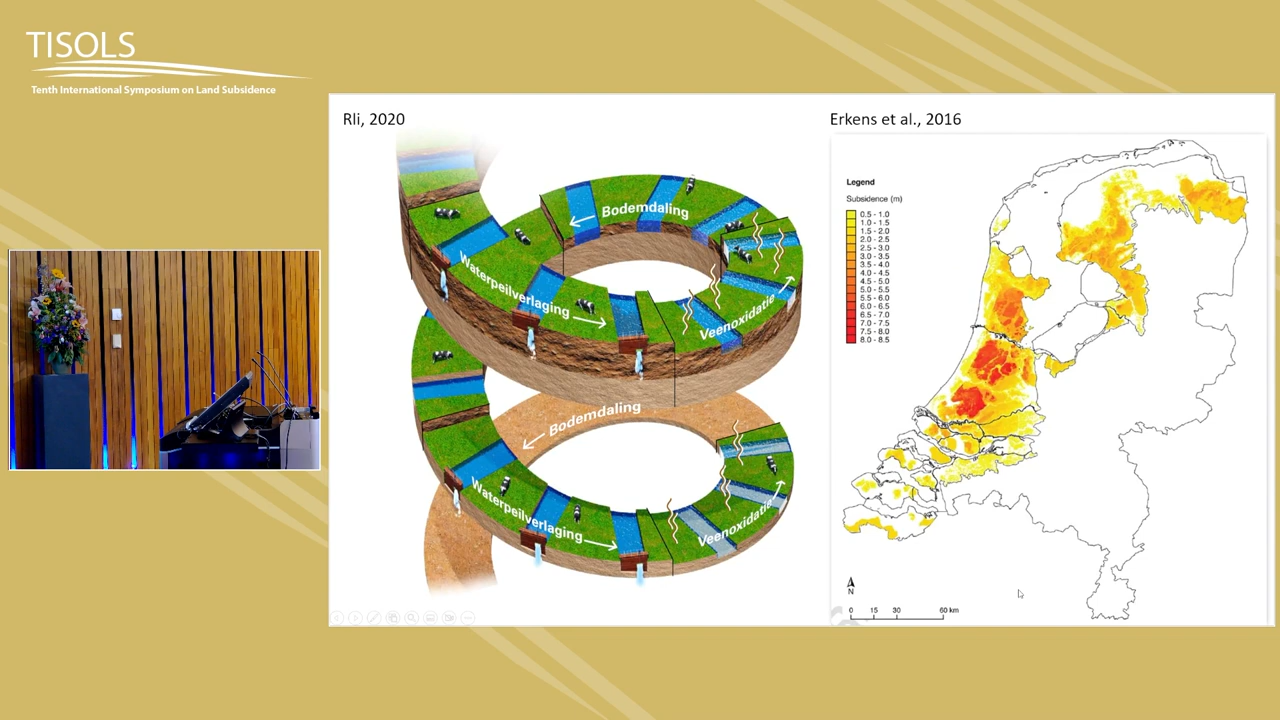 TISOLS
Tenth International Symposium on Land Subsidence
Rli, 2020
Bodemdaling
Waterpeilverlaging
Veenoxidatie
Bodemdaling
Waterpeilverlaging
Veenoxidatie
Erkens et al., 2016
Legend
Subsidence (m)
0.5 - 1.0
1.0 - 1.5
1.5 - 2.0
2.0 - 2.5
2.5 - 3.0
3.0 - 3.5
3.5 - 4.0
4.0 - 4.5
4.5 - 5.0
5.0 - 5.5
5.5 - 6.0
6.0 - 6.5
6.5 - 7.0
7.0 - 7.5
7.5 - 8.0
8.0 - 8.5
N
0 15 30 60 km